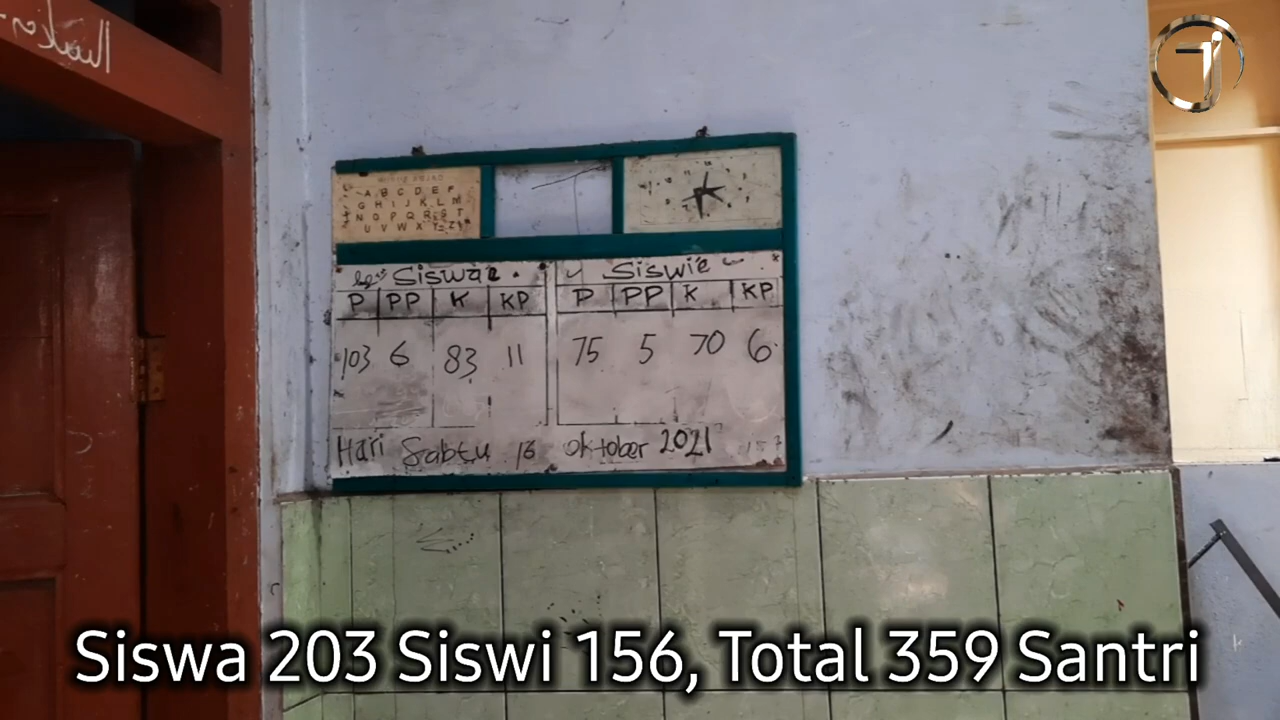 A B C D E F
G H I J K L M
N O P Q R S T
U V W X Y Z
Siswa Siswi
P PP K KP P PP K KP
103 6 83 11 75 5 70 6
Hari Sabtu 16 oktober 2021
Siswa 203 Siswi 156, Total 359 Santri